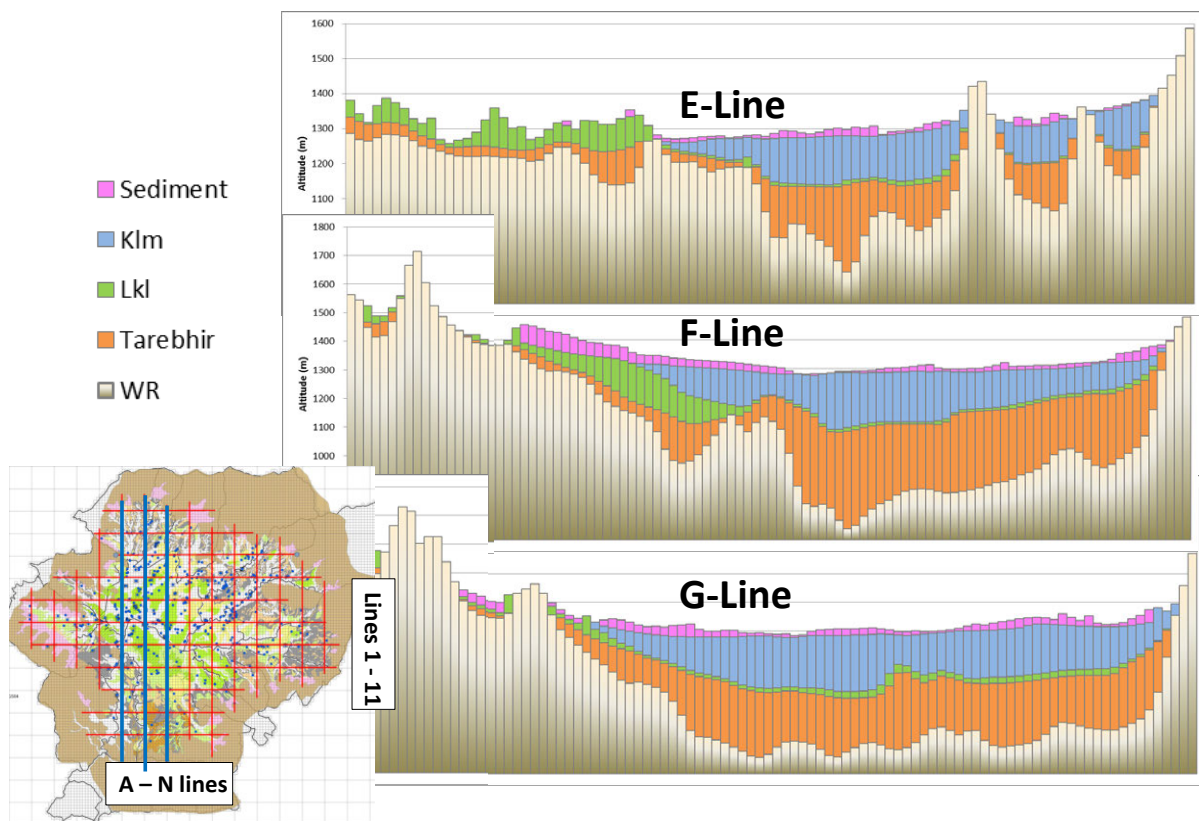 1600
1500
1400
1300
1200
1100
Altitude (m)
E-Line
Sediment
Klm
Lkl
Tarebhir
WR
1800
1700
1600
1500
1400
1300
1200
1100
1000
Altitude (m)
F-Line
G-Line
Lines 1 - 11
A – N lines